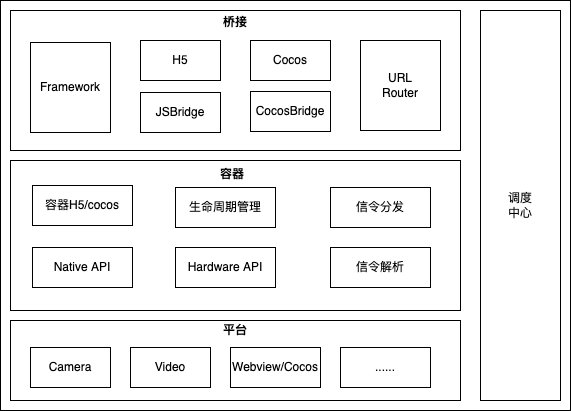 桥接
Framework
H5
Cocos
URL
Router
JSBridge
CocosBridge
容器
容器H5/cocos
生命周期管理
信令分发
Native API
Hardware API
信令解析
平台
Camera
Video
Webview/Cocos
......
调度
中心